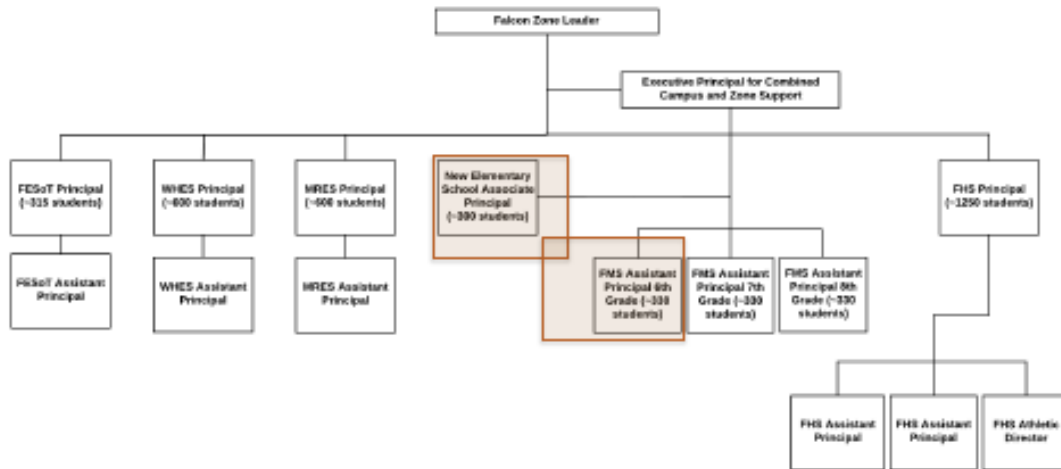 Falcon Zone Leader
Executive Principal for Combined
Campus and Zone Support
FESoT Principal
(~315 students)
WHES Principal
(~600 students)
MRES Principal
(~600 students)
New Elementary
School Associate
Principal
(~300 students)
FHS Principal
(~1250 students)
FESoT Assistant
Principal
WHES Assistant
Principal
MRES Assistant
Principal
FMS Assistant
Principal 6th
Grade (~330
students)
FMS Assistant
Principal 7th
Grade (~330
students)
FMS Assistant
Principal 8th
Grade (~330
students)
FHS Assistant
Principal
FHS Assistant
Principal
FHS Athletic
Director